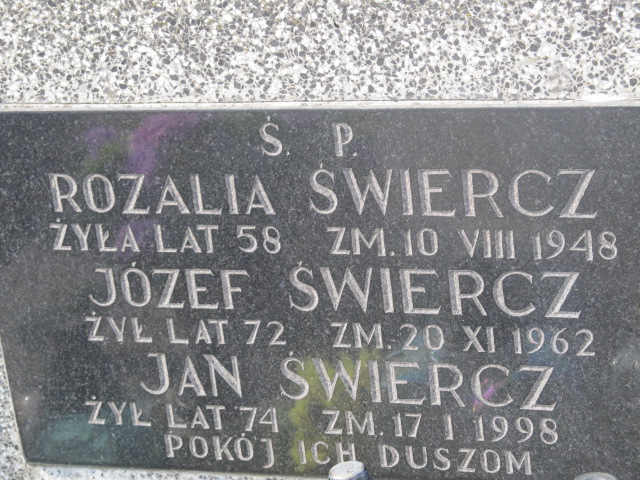 Ś. P.
ROZALIA ŚWIERCZ
ŻYŁA LAT 58 ZM. 10 VIII 1948
JÓZEF ŚWIERCZ
ŻYŁ LAT 72 ZM. 20 XI 1962
JAN ŚWIERCZ
ŻYŁ LAT 74 ZM. 17 I 1998
POKÓJ ICH DUSZOM